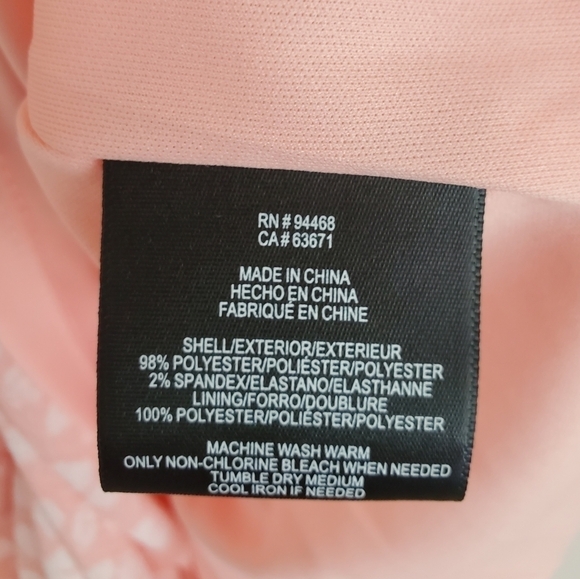 RN # 94468
CA # 63671
MADE IN CHINA
HECHO EN CHINA
FABRIQUÉ EN CHINE
SHELL/EXTERIOR/EXTERIEUR
98% POLYESTER/POLIÉSTER/POLYESTER
2% SPANDEX/ELASTANO/ELASTHANNE
LINING/FORRO/DOUBLURE
100% POLYESTER/POLIÉSTER/POLYESTER
MACHINE WASH WARM
ONLY NON-CHLORINE BLEACH WHEN NEEDED
TUMBLE DRY MEDIUM
COOL IRON IF NEEDED